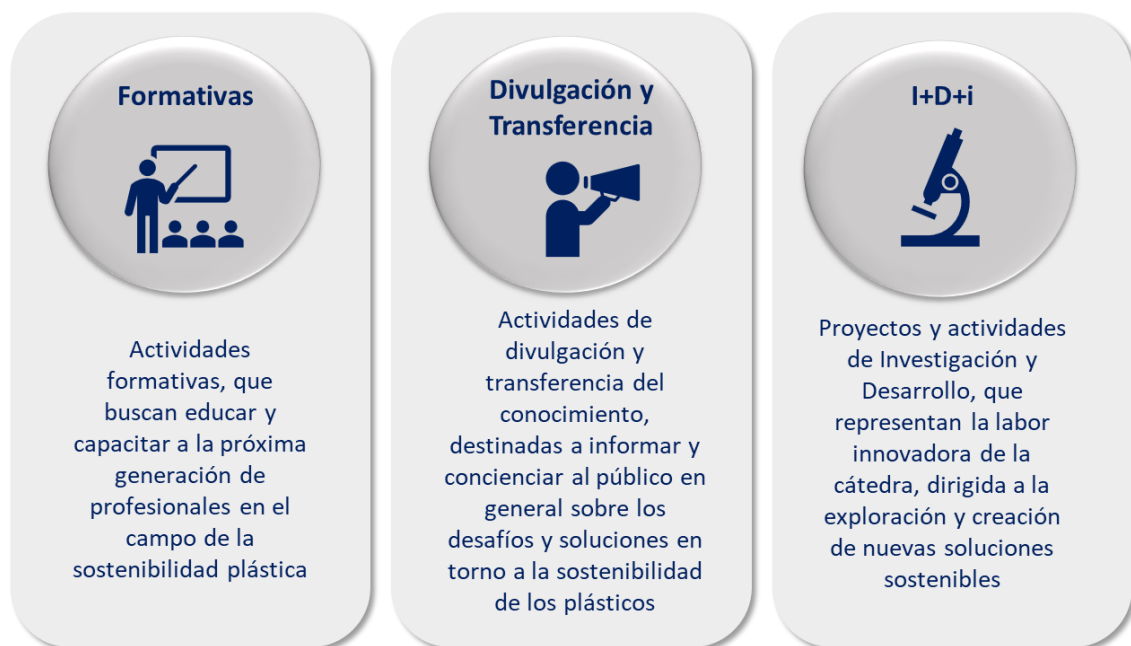 Formativas
Actividades
formativas, que
buscan educar y
capacitar a la próxima
generación de
profesionales en el
campo de la
sostenibilidad plástica
Divulgación y
Transferencia
Actividades de
divulgación y
transferencia del
conocimiento,
destinadas a informar y
concienciar al público en
general sobre los
desafíos y soluciones en
torno a la sostenibilidad
de los plásticos
I+D+i
Proyectos y actividades
de Investigación y
Desarrollo, que
representan la labor
innovadora de la
cátedra, dirigida a la
exploración y creación
de nuevas soluciones
sostenibles